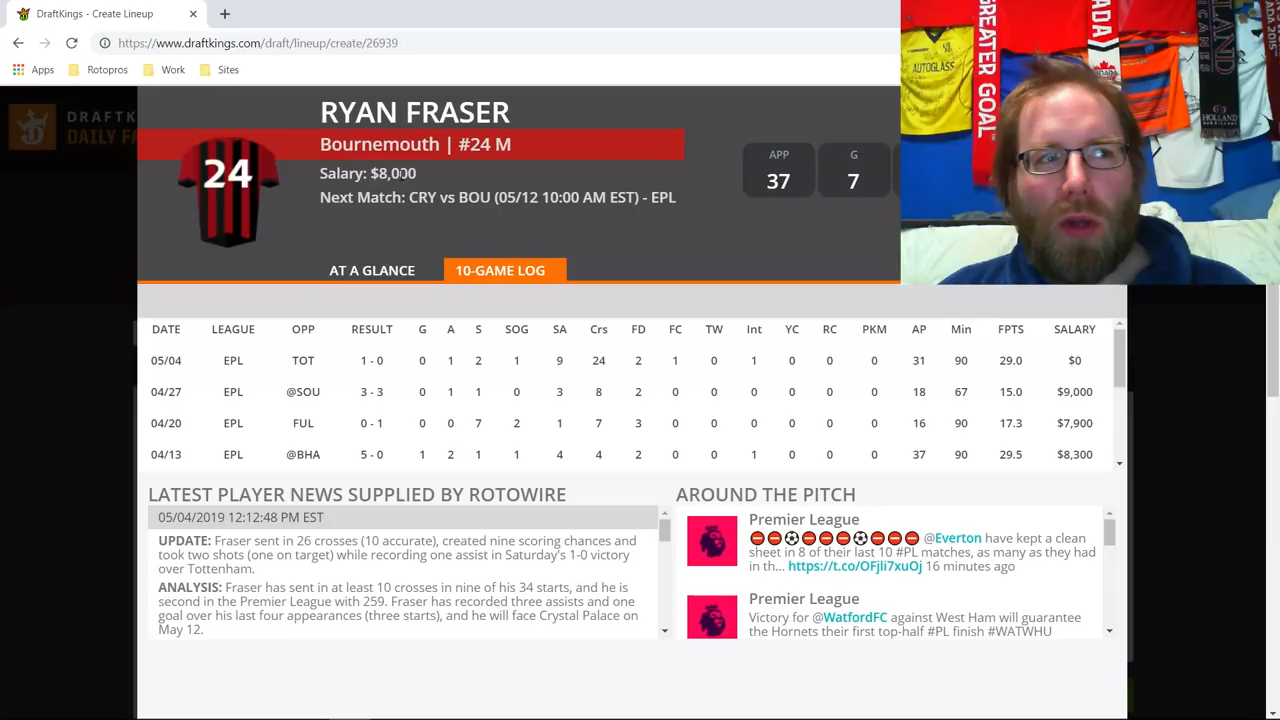 DraftKings - Create Lineup
https://www.draftkings.com/draft/lineup/create/26939
Apps Rotopros Work Sites
DRAFTK
DAILY FA
RYAN FRASER
Bournemouth | #24 M
24
Salary: $8,000
Next Match: CRY vs BOU (05/12 10:00 AM EST) - EPL
APP G
37 7
AT A GLANCE 10-GAME LOG
DATE LEAGUE OPP RESULT G A S SOG SA Crs FD FC TW Int YC RC PKM AP Min FPTS SALARY
05/04 EPL TOT 1 - 0 0 1 2 1 9 24 2 1 0 1 0 0 0 31 90 29.0 $0
04/27 EPL @SOU 3 - 3 0 1 1 0 3 8 2 0 0 0 0 0 0 18 67 15.0 $9,000
04/20 EPL FUL 0 - 1 0 0 7 2 1 7 3 0 0 0 0 0 0 16 90 17.3 $7,900
04/13 EPL @BHA 5 - 0 1 2 1 1 4 4 2 0 0 1 0 0 0 37 90 29.5 $8,300
LATEST PLAYER NEWS SUPPLIED BY ROTOWIRE
05/04/2019 12:12:48 PM EST
UPDATE: Fraser sent in 26 crosses (10 accurate), created nine scoring chances and
took two shots (one on target) while recording one assist in Saturday's 1-0 victory
over Tottenham.
ANALYSIS: Fraser has sent in at least 10 crosses in nine of his 34 starts, and he is
second in the Premier League with 259. Fraser has recorded three assists and one
goal over his last four appearances (three starts), and he will face Crystal Palace on
May 12.
AROUND THE PITCH
Premier League
@Everton have kept a clean
sheet in 8 of their last 10 #PL matches, as many as they had
in th... https://t.co/OFjli7xuOj 16 minutes ago
Premier League
Victory for @WatfordFC against West Ham will guarantee
the Hornets their first top-half #PL finish #WATWHU
AUTOGLASS
GREATER GOAL
HOLLAND